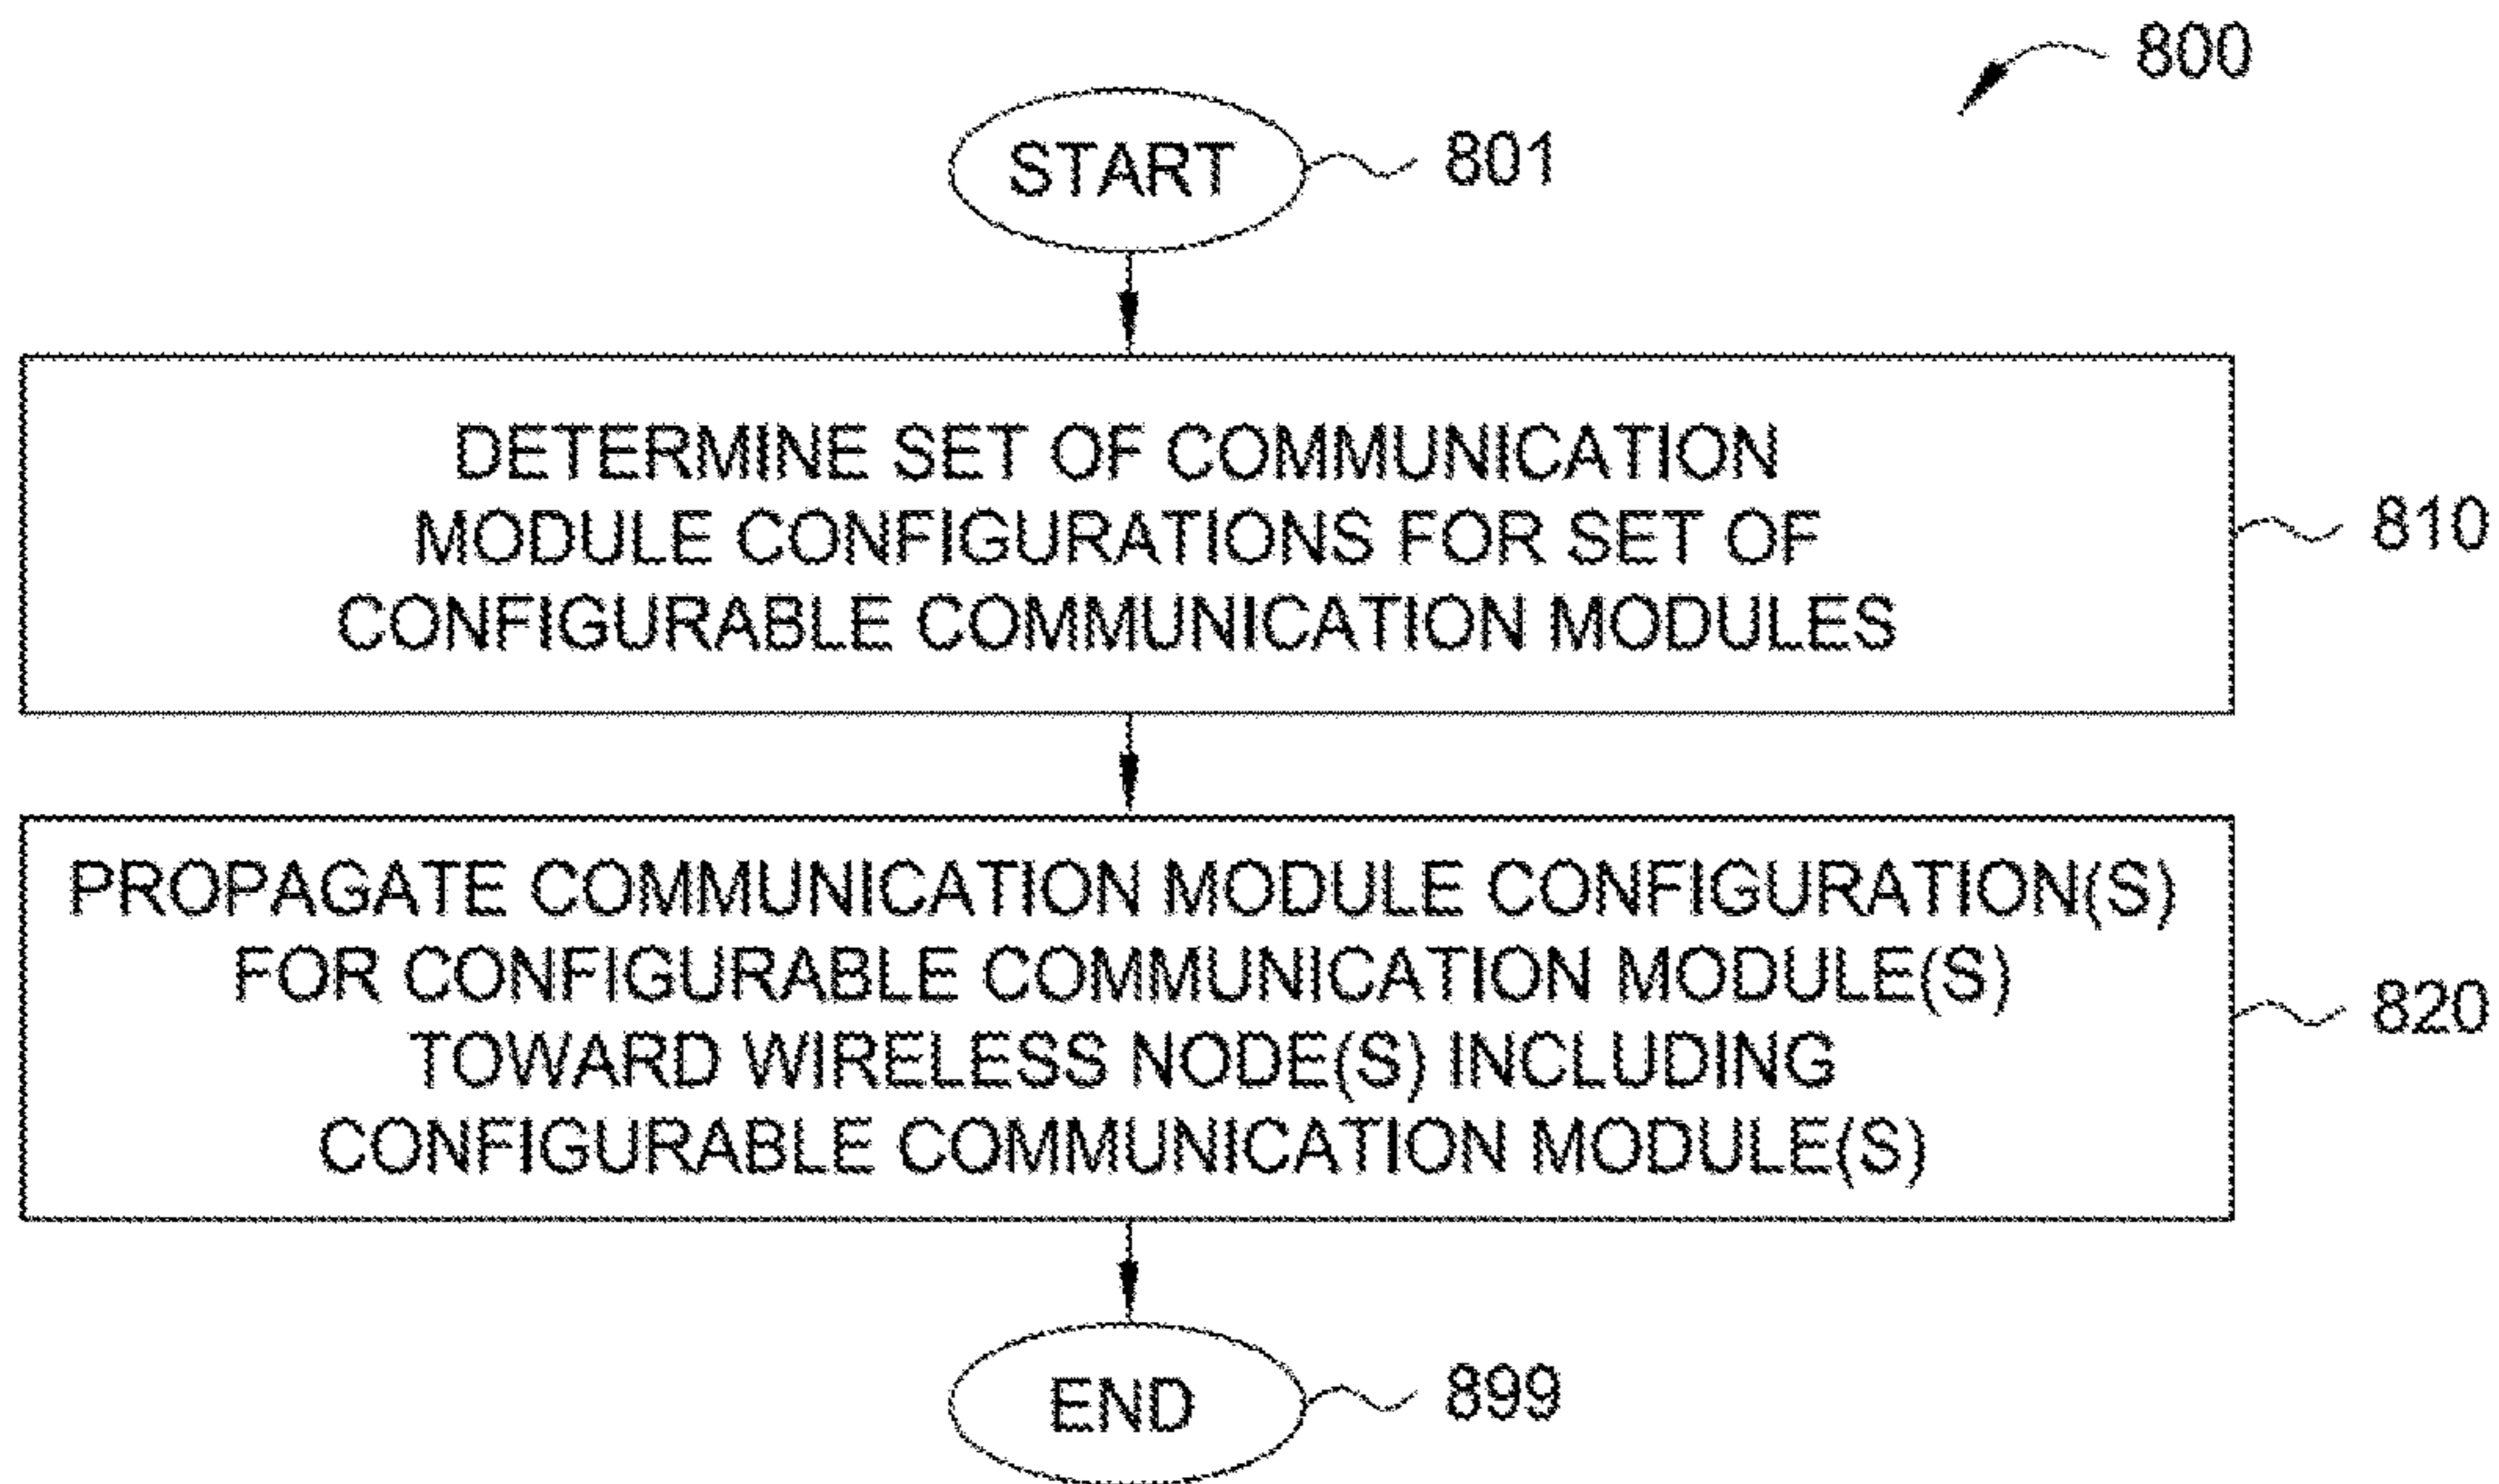 800
START
801
DETERMINE SET OF COMMUNICATION
MODULE CONFIGURATIONS FOR SET OF
CONFIGURABLE COMMUNICATION MODULES
810
PROPAGATE COMMUNICATION MODULE CONFIGURATION(S)
FOR CONFIGURABLE COMMUNICATION MODULE(S)
TOWARD WIRELESS NODE(S) INCLUDING
CONFIGURABLE COMMUNICATION MODULE(S)
820
END
899